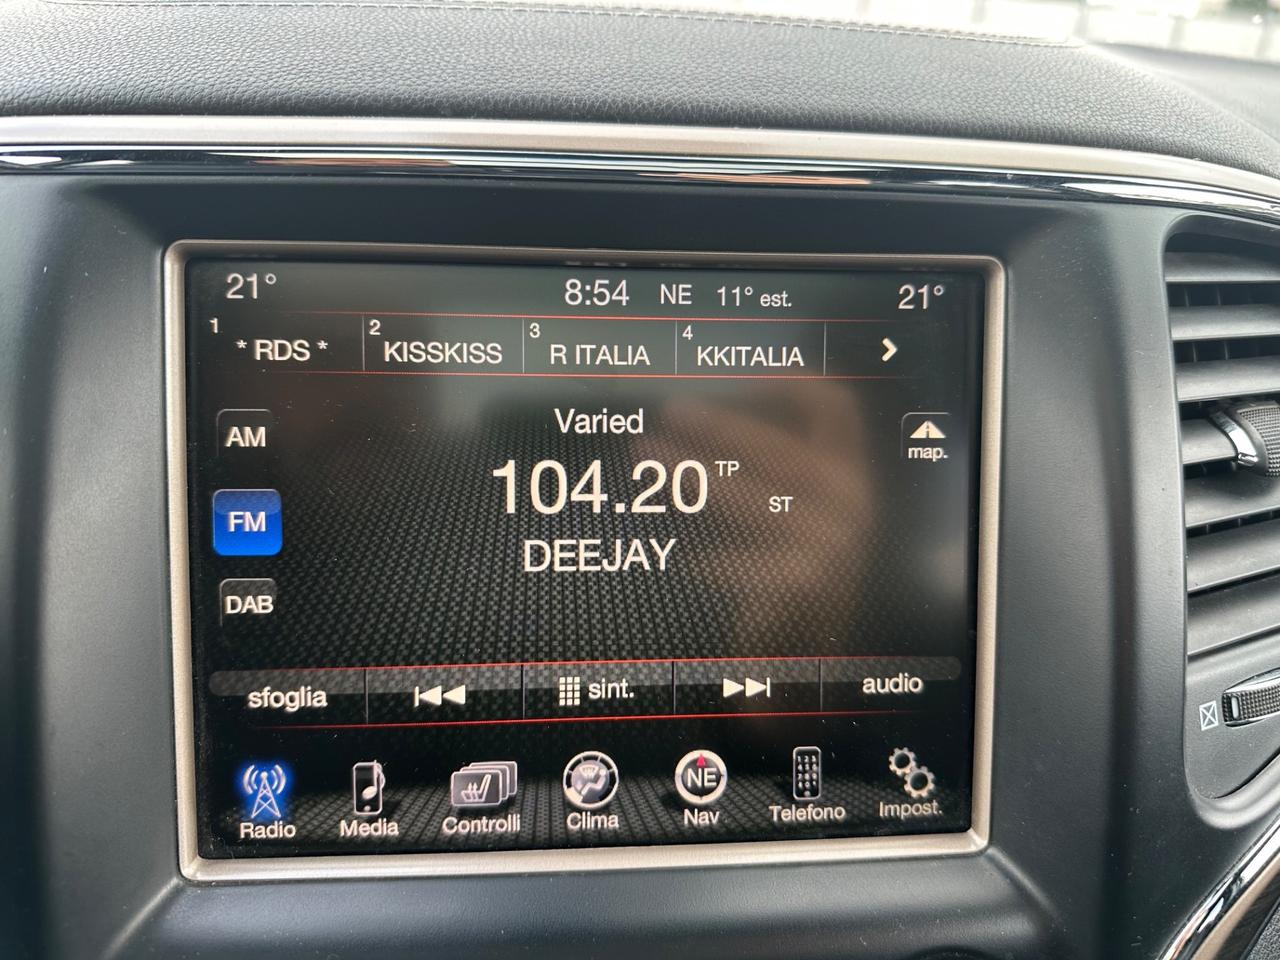 21° 8:54 NE 11° est. 21°
1 * RDS * 2 KISSKISS 3 R ITALIA 4 KKITALIA
Varied
AM
map.
104.20 TP
ST
FM
DEEJAY
DAB
sfoglia sint. audio
NE
Radio Media Controlli Clima Nav Telefono Impost.